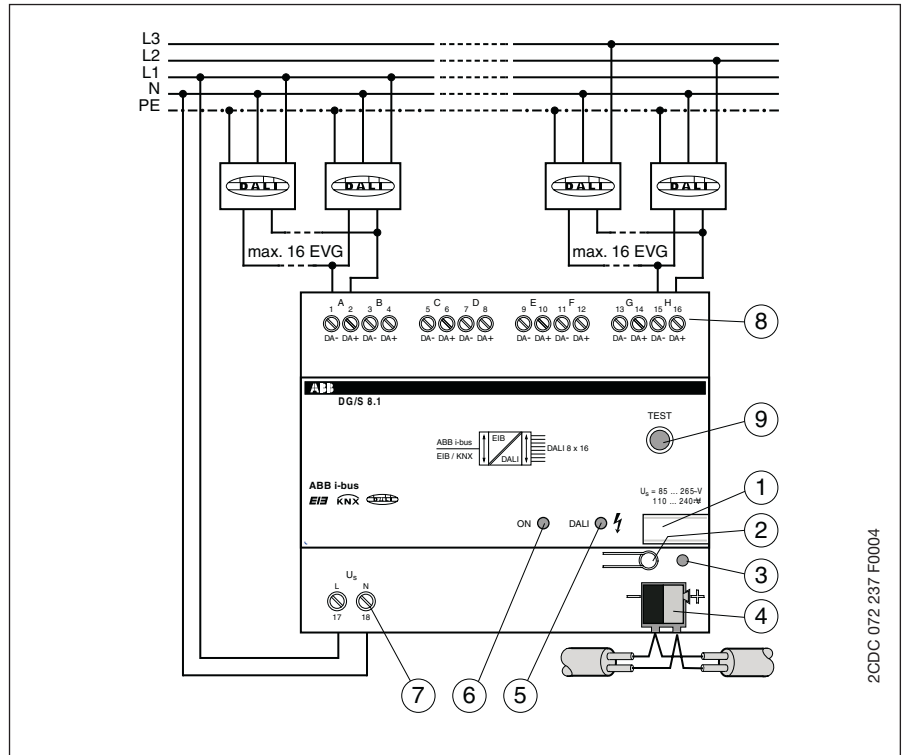 L3
L2
L1
N
PE
DALI DALI DALI DALI
max. 16 EVG max. 16 EVG
A B C D E F G H
1 2 3 4 5 6 7 8 9 10 11 12 13 14 15 16
DA- DA+ DA- DA+ DA- DA+ DA- DA+ DA- DA+ DA- DA+ DA- DA+ DA- DA+
8
ABB
DG/S 8.1
TEST
9
ABB i-bus
EIB / KNX
EIB
DALI
DALI 8 x 16
ABB i-bus
EIB KNX DALI
Us = 85 ... 265
110 ... 240
1
ON DALI
2
3
Us
L N
17 18
4
7 6 5
2CDC 072 237 F0004